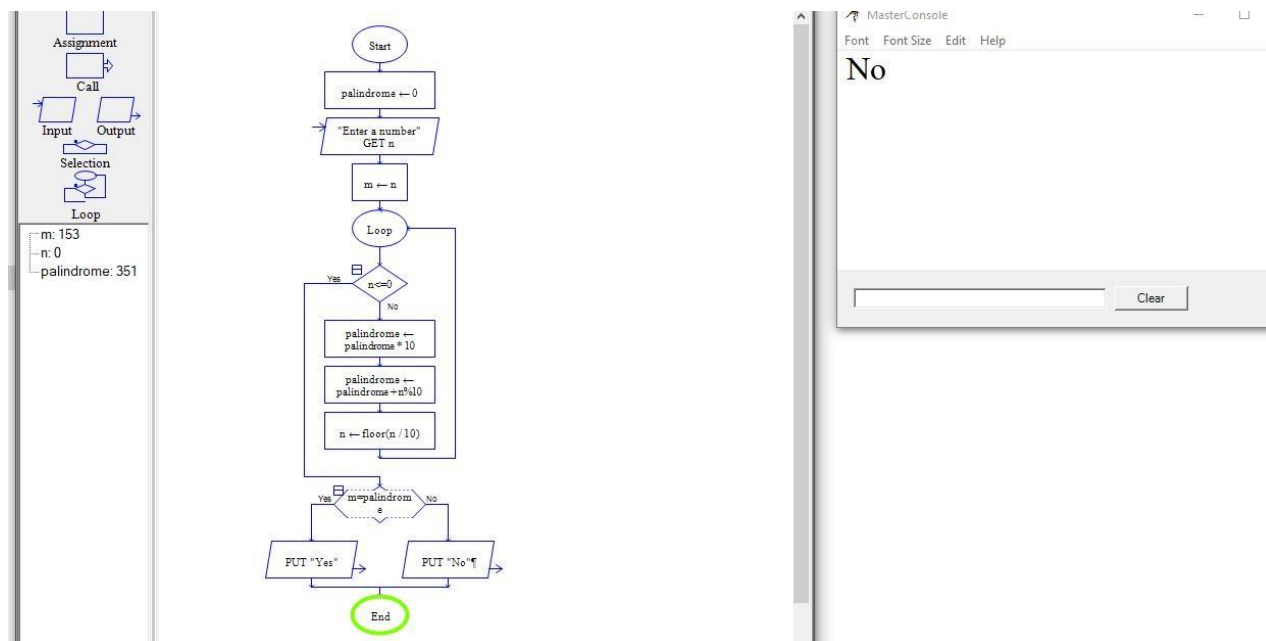 Assignment
Call
Input Output
Selection
Loop
m: 153
n: 0
palindrome: 351
Start
palindrome ← 0
"Enter a number"
GET n
m ← n
Loop
Yes
n<=0
No
palindrome ←
palindrome * 10
palindrome ←
palindrome+n%10
n ← floor(n / 10)
Yes
m=palindrom
e
No
PUT "Yes"
PUT "No"¶
End
MasterConsole
Font Font Size Edit Help
No
Clear